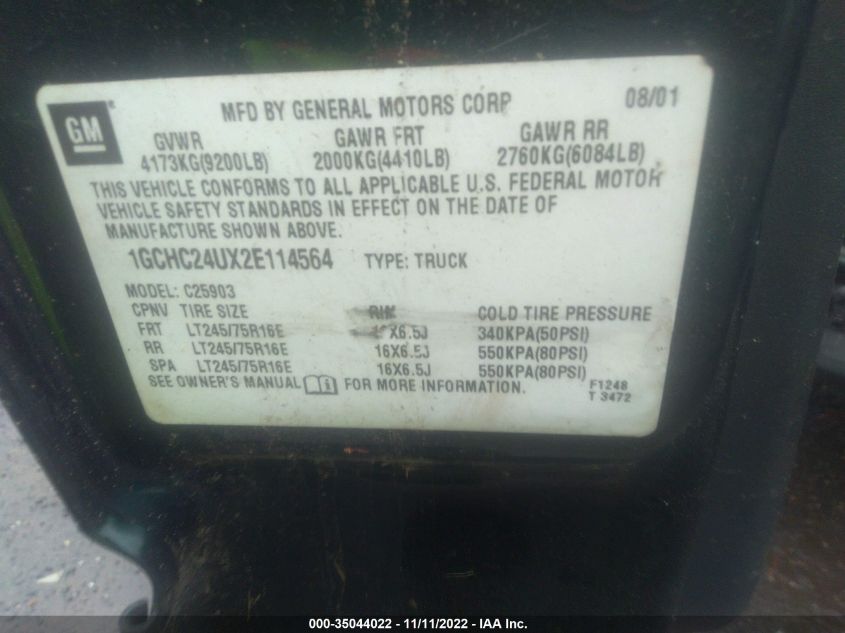 GM
MFD BY GENERAL MOTORS CORP 08/01
GVWR GAWR FRT GAWR RR
4173KG(9200LB) 2000KG(4410LB) 2760KG(6084LB)
THIS VEHICLE CONFORMS TO ALL APPLICABLE U.S. FEDERAL MOTOR
VEHICLE SAFETY STANDARDS IN EFFECT ON THE DATE OF
MANUFACTURE SHOWN ABOVE.
1GCHC24UX2E114564 TYPE: TRUCK
MODEL: C25903
CPNV TIRE SIZE RIM COLD TIRE PRESSURE
FRT LT245/75R16E 16X6.5J 340KPA(50PSI)
RR LT245/75R16E 16X6.5J 550KPA(80PSI)
SPA LT245/75R16E 16X6.5J 550KPA(80PSI)
SEE OWNER'S MANUAL FOR MORE INFORMATION.
F1248
T 3472
000-35044022 - 11/11/2022 - IAA Inc.